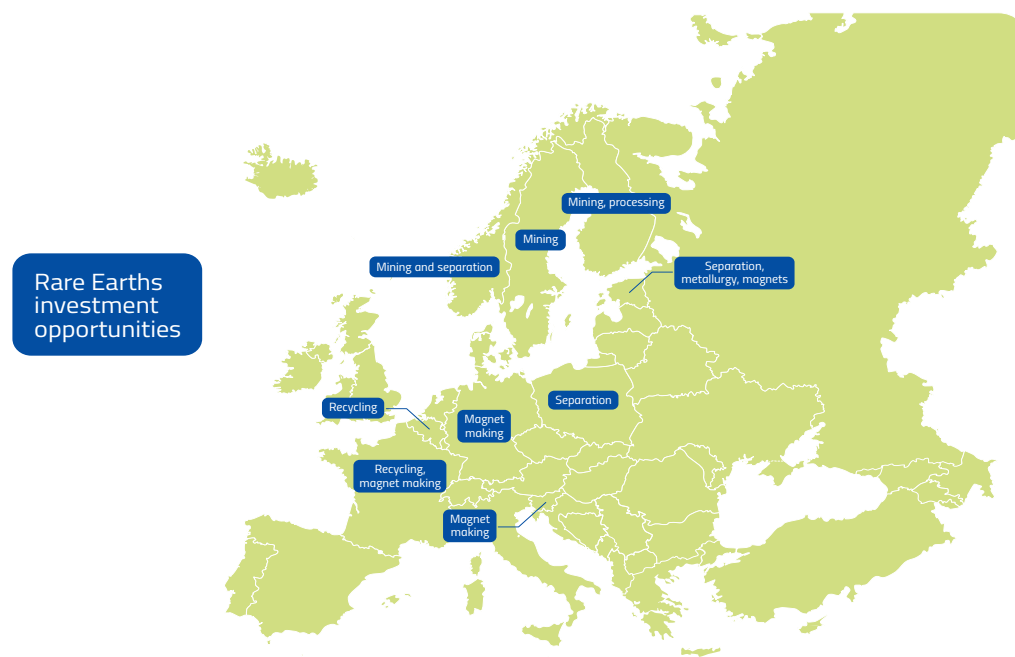 Rare Earths
investment
opportunities
Mining, processing
Mining
Mining and separation
Separation,
metallurgy, magnets
Separation
Recycling
Magnet
making
Recycling,
magnet making
Magnet
making